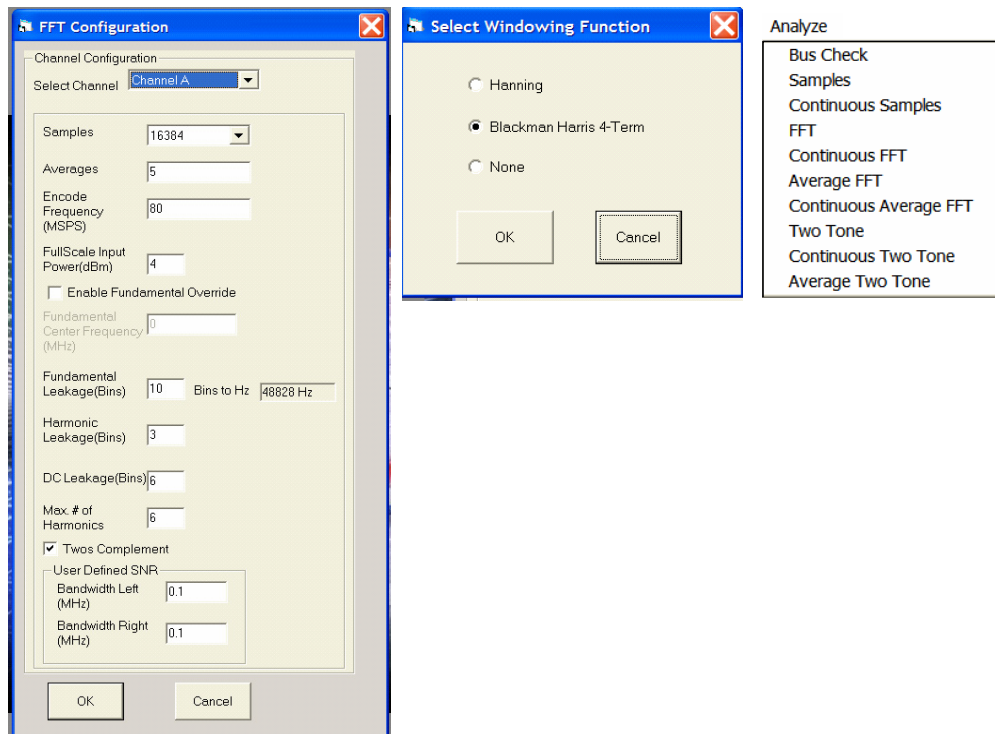 FFT Configuration
Channel Configuration
Select Channel Channel A
Samples 16384
Averages 5
Encode
Frequency
(MSPS) 80
FullScale Input
Power(dBm) 4
Enable Fundamental Override
Fundamental
Center Frequency
(MHz) 0
Fundamental
Leakage(Bins) 10 Bins to Hz 48828 Hz
Harmonic
Leakage(Bins) 3
DC Leakage(Bins) 6
Max. # of
Harmonics 6
Twos Complement
User Defined SNR
Bandwidth Left
(MHz) 0.1
Bandwidth Right
(MHz) 0.1
OK Cancel
Select Windowing Function
Hanning
Blackman Harris 4-Term
None
OK Cancel
Analyze
Bus Check
Samples
Continuous Samples
FFT
Continuous FFT
Average FFT
Continuous Average FFT
Two Tone
Continuous Two Tone
Average Two Tone